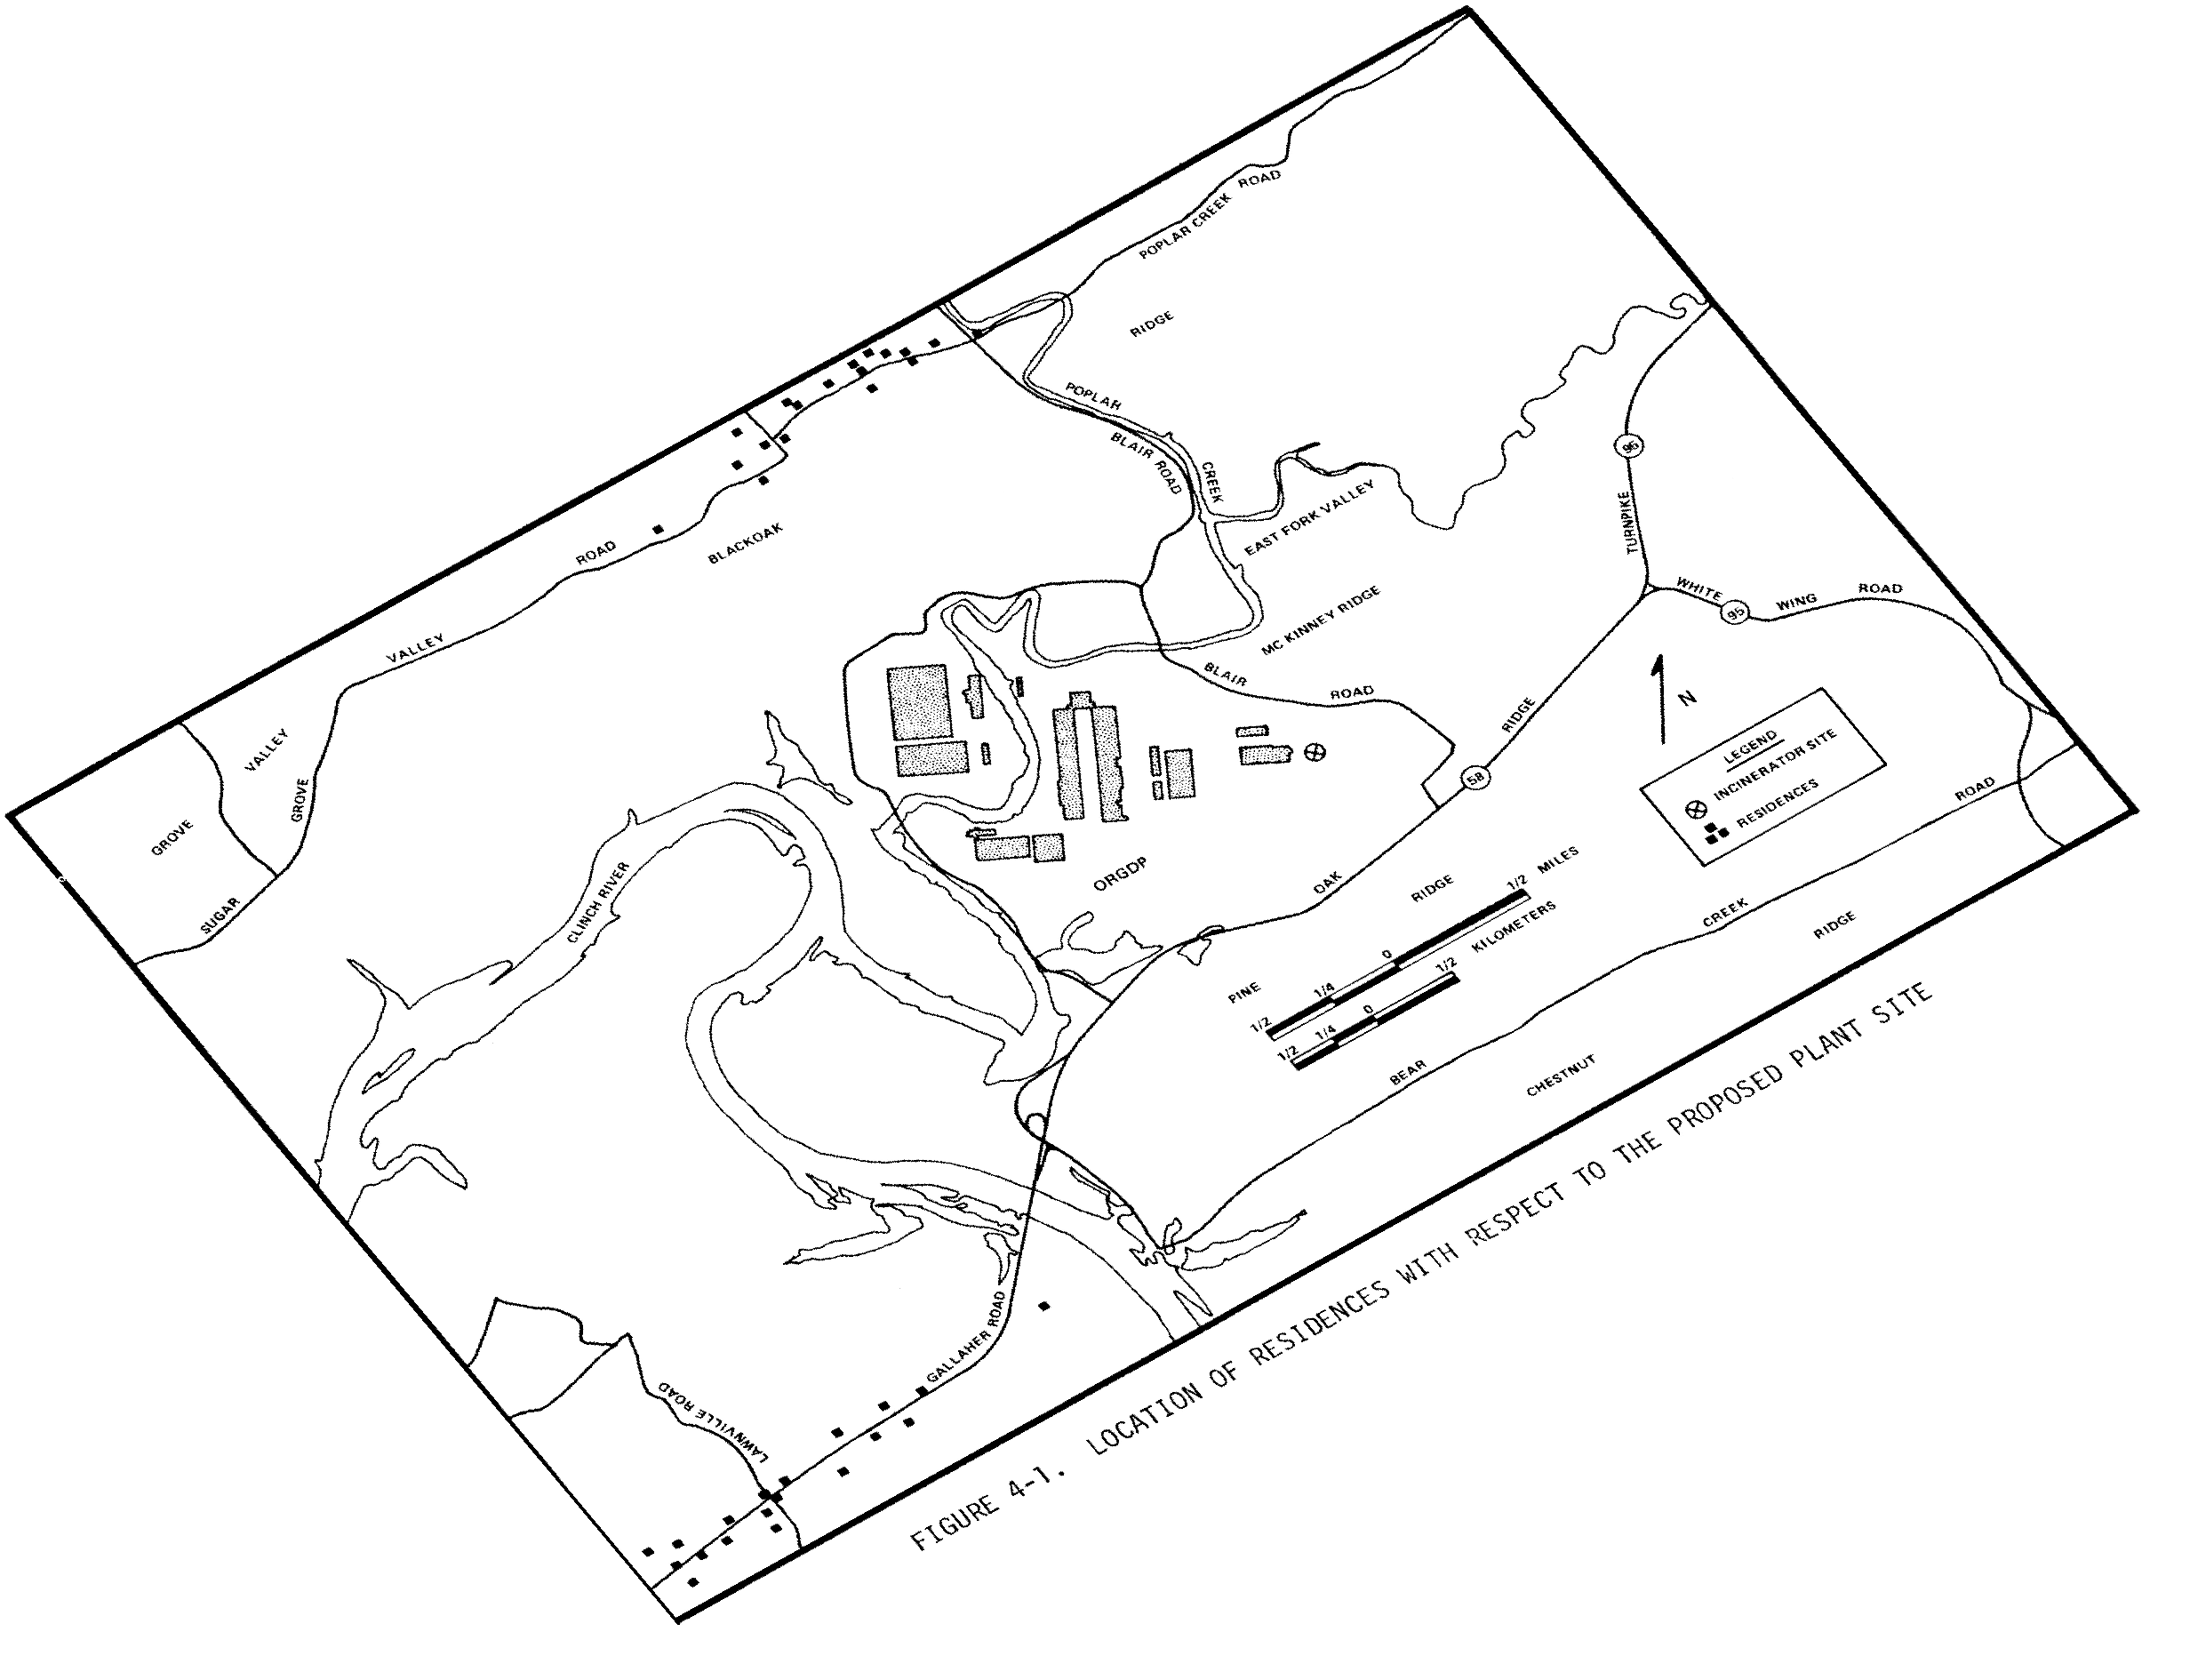 POPLAR CREEK ROAD
RIDGE
POPLAR
CREEK
BLAIR ROAD
EAST FORK VALLEY
MC KINNEY RIDGE
BLAIR ROAD
BLACKOAK
VALLEY ROAD
VALLEY
GROVE
GROVE
SUGAR
CLINCH RIVER
ORGDP
TURNPIKE
95
WHITE WING ROAD
RIDGE
58
OAK
N
LEGEND
INCINERATOR SITE
RESIDENCES
PINE
RIDGE
1/2 1/4 0 1/2 MILES
1/2 1/4 0 1/2 KILOMETERS
BEAR
CREEK
ROAD
CHESTNUT
RIDGE
GALLAHER ROAD
LAWNVILLE ROAD
FIGURE 4-1. LOCATION OF RESIDENCES WITH RESPECT TO THE PROPOSED PLANT SITE